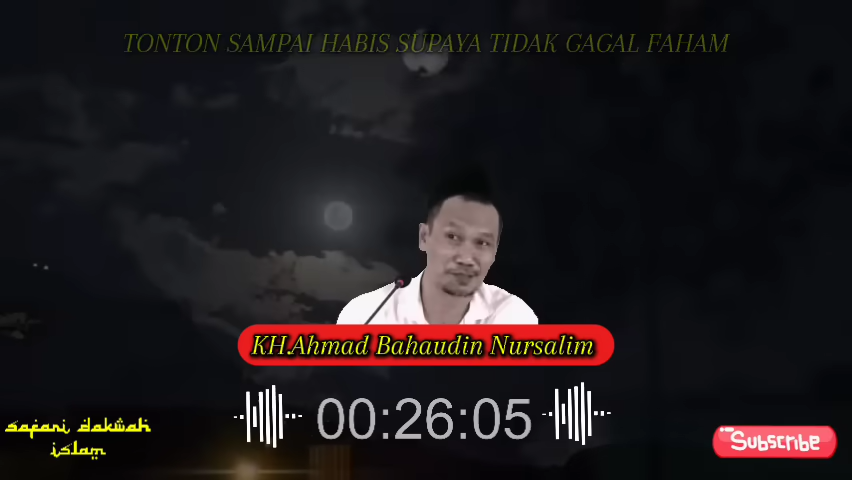 TONTON SAMPAI HABIS SUPAYA TIDAK GAGAL FAHAM
KH.Ahmad Bahaudin Nursalim
00:26:05
safari dakwah
islam
Subscribe